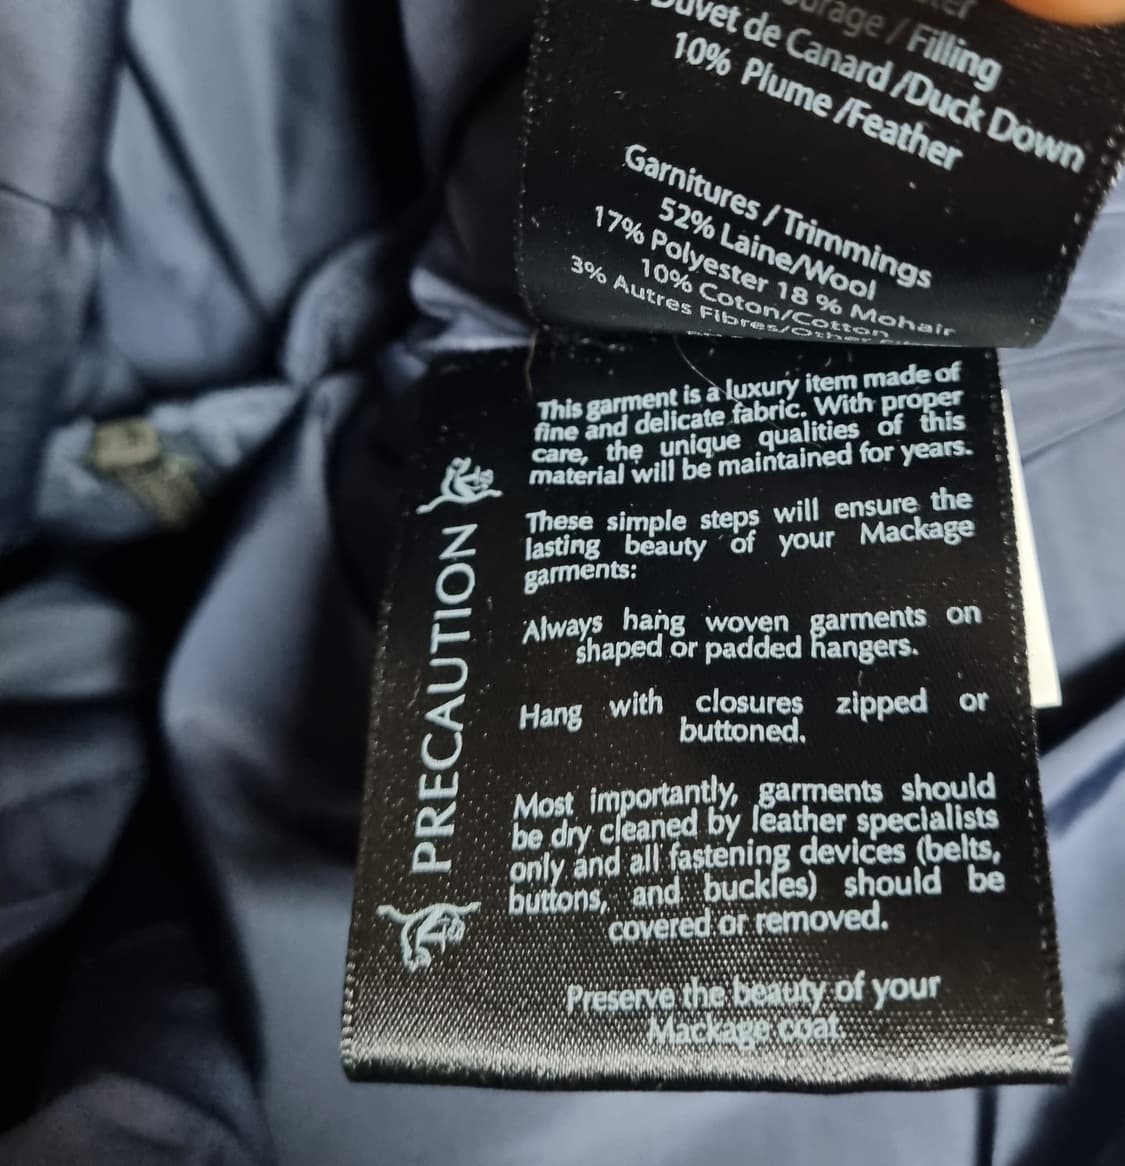 / Filling
Duvet de Canard /Duck Down
10% Plume /Feather
Garnitures / Trimmings
52% Laine/Wool
17% Polyester 18 % Mohair
10% Coton/Cotton
3% Autres Fibres/Other
This garment is a luxury item made of
fine and delicate fabric. With proper
care, the unique qualities of this
material will be maintained for years.
These simple steps will ensure the
lasting beauty of your Mackage
garments:
Always hang woven garments on
shaped or padded hangers.
Hang with closures zipped or
buttoned.
Most importantly, garments should
be dry cleaned by leather specialists
only and all fastening devices (belts,
buttons, and buckles) should be
covered or removed.
Preserve the beauty of your
Mackage coat.
PRECAUTION